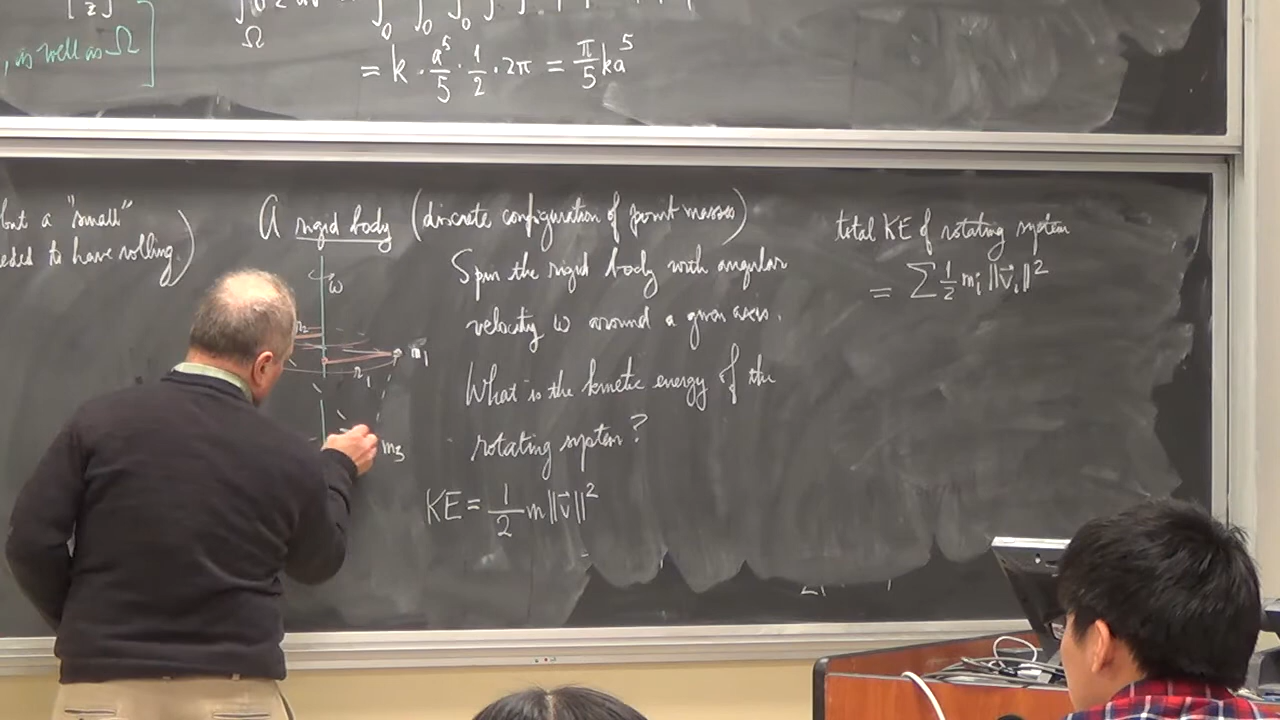 , as well as Ω
Ω
= k · a⁵/5 · 1/2 · 2π = π/5 ka⁵
but a "small"
to have rolling.)
A rigid body (discrete configuration of point masses)
ω
r₂
m₁
r₁
m₃
Spin the rigid body with angular
velocity ω around a given axis.
What is the kinetic energy of the
rotating system?
KE = 1/2 m‖v⃗‖²
total KE of rotating system
= ∑ 1/2 mᵢ ‖v⃗ᵢ‖²